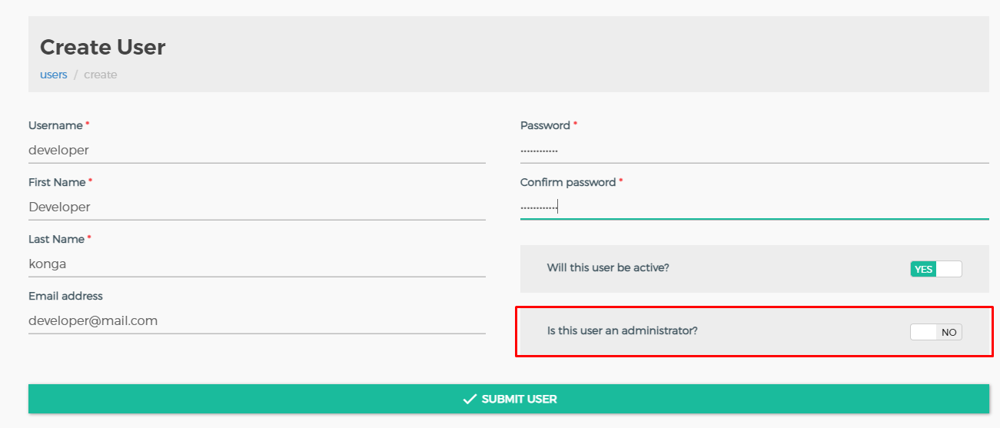 Create User
users / create
Username *
developer
First Name *
Developer
Last Name *
konga
Email address
developer@mail.com
Password *
••••••••••••
Confirm password *
••••••••••••
Will this user be active?
YES
Is this user an administrator?
NO
SUBMIT USER